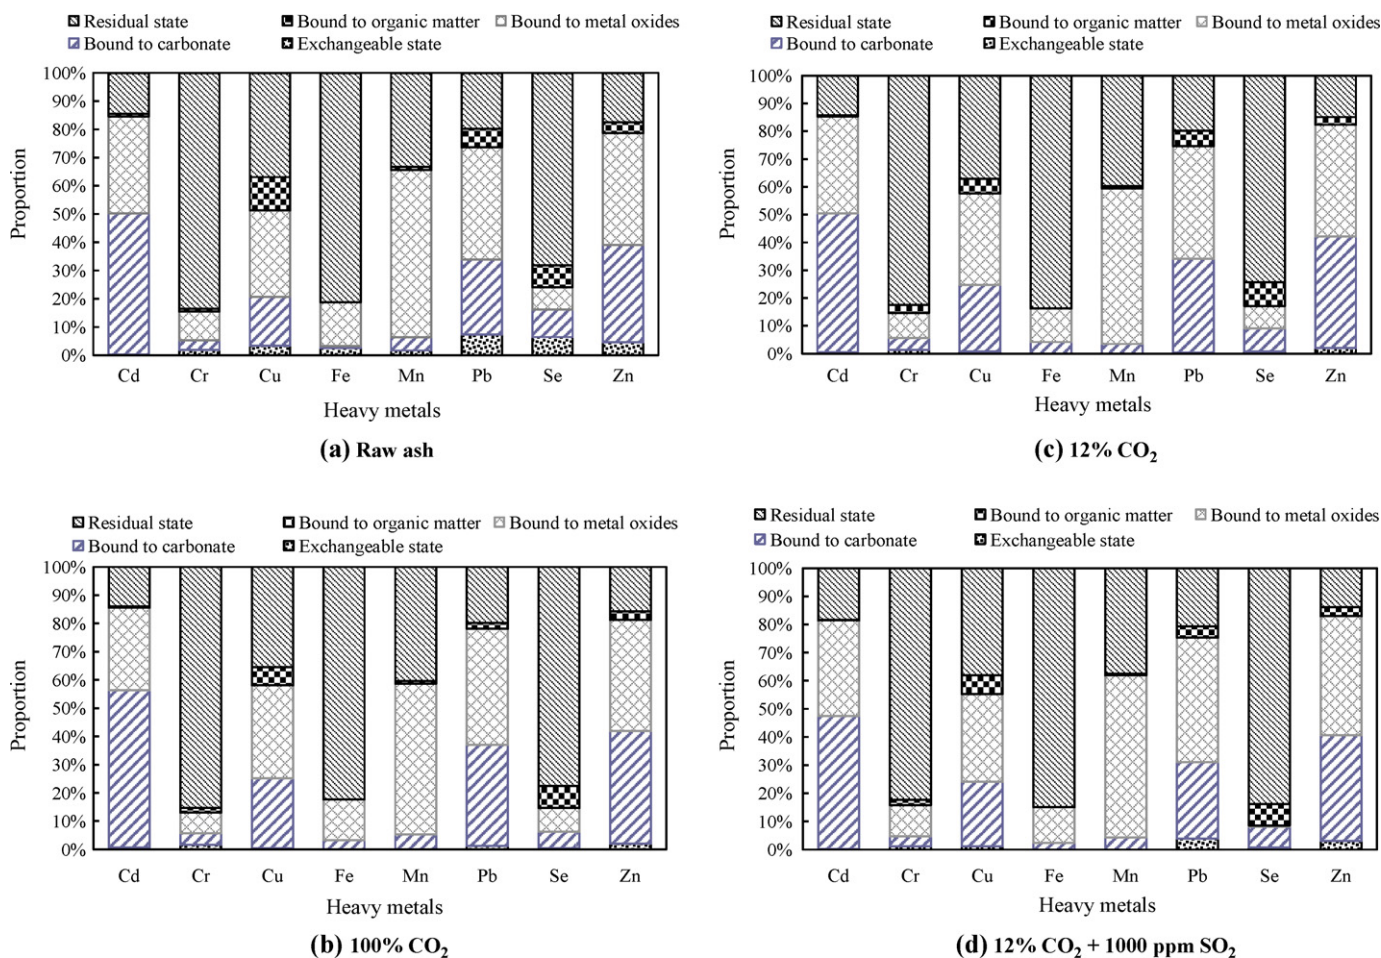 Residual state Bound to organic matter Bound to metal oxides
Bound to carbonate Exchangeable state
100%
90%
80%
70%
60%
50%
40%
30%
20%
10%
0%
Proportion
Cd Cr Cu Fe Mn Pb Se Zn
Heavy metals
(a) Raw ash
Residual state Bound to organic matter Bound to metal oxides
Bound to carbonate Exchangeable state
100%
90%
80%
70%
60%
50%
40%
30%
20%
10%
0%
Proportion
Cd Cr Cu Fe Mn Pb Se Zn
Heavy metals
(c) 12% CO₂
Residual state Bound to organic matter Bound to metal oxides
Bound to carbonate Exchangeable state
100%
90%
80%
70%
60%
50%
40%
30%
20%
10%
0%
Proportion
Cd Cr Cu Fe Mn Pb Se Zn
Heavy metals
(b) 100% CO₂
Residual state Bound to organic matter Bound to metal oxides
Bound to carbonate Exchangeable state
100%
90%
80%
70%
60%
50%
40%
30%
20%
10%
0%
Proportion
Cd Cr Cu Fe Mn Pb Se Zn
Heavy metals
(d) 12% CO₂ + 1000 ppm SO₂